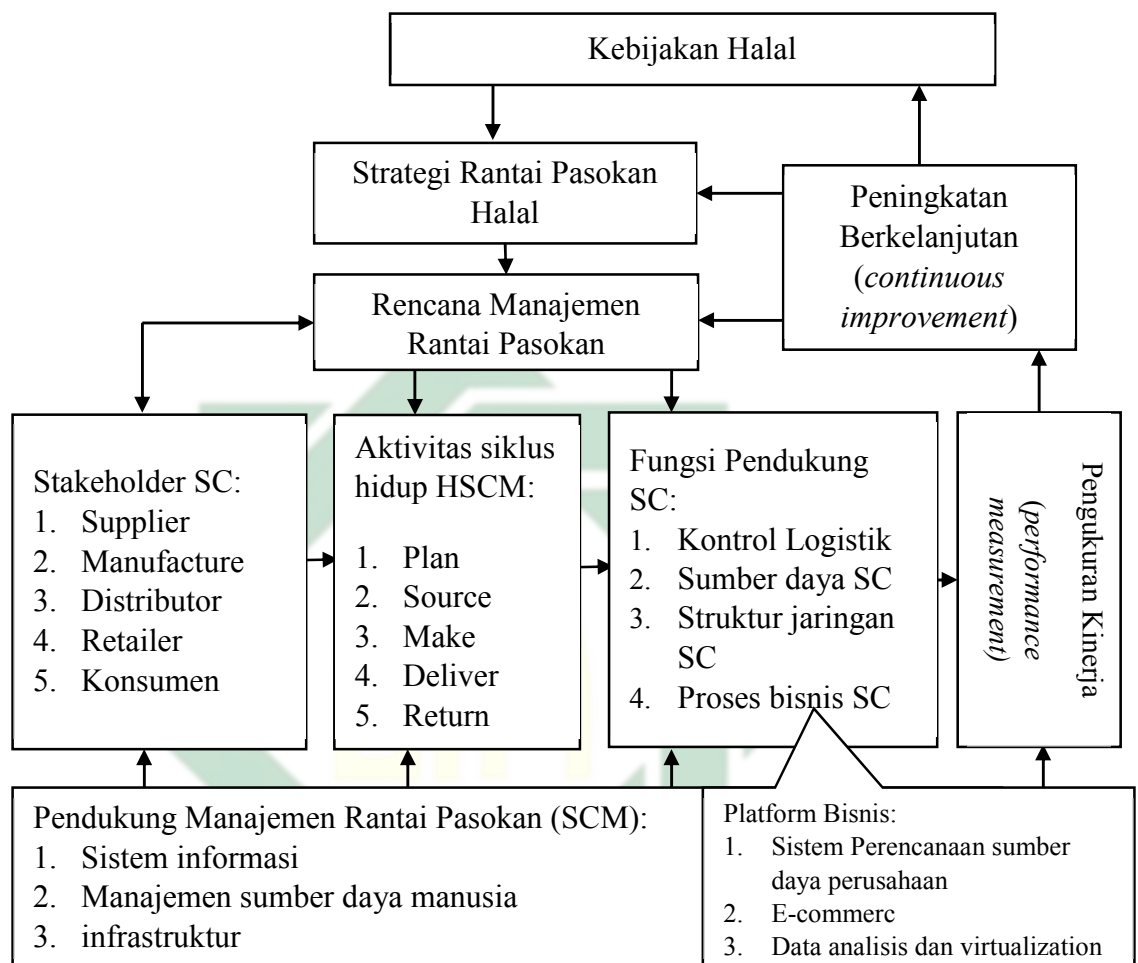 Kebijakan Halal
Strategi Rantai Pasokan
Halal
Peningkatan
Berkelanjutan
(continuous
improvement)
Rencana Manajemen
Rantai Pasokan
Stakeholder SC:
1. Supplier
2. Manufacture
3. Distributor
4. Retailer
5. Konsumen
Aktivitas siklus
hidup HSCM:
1. Plan
2. Source
3. Make
4. Deliver
5. Return
Fungsi Pendukung
SC:
1. Kontrol Logistik
2. Sumber daya SC
3. Struktur jaringan
SC
4. Proses bisnis SC
Pengukuran Kinerja
(performance
measurement)
Pendukung Manajemen Rantai Pasokan (SCM):
1. Sistem informasi
2. Manajemen sumber daya manusia
3. infrastruktur
Platform Bisnis:
1. Sistem Perencanaan sumber
daya perusahaan
2. E-commerc
3. Data analisis dan virtualization